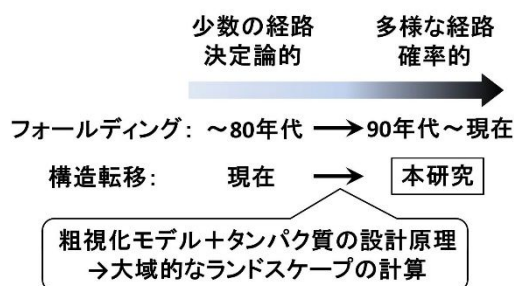 少数の経路 多様な経路
決定論的 確率的
フォールディング: ～80年代 → 90年代～現在
構造転移: 現在 → 本研究
粗視化モデル＋タンパク質の設計原理
→大域的なランドスケープの計算